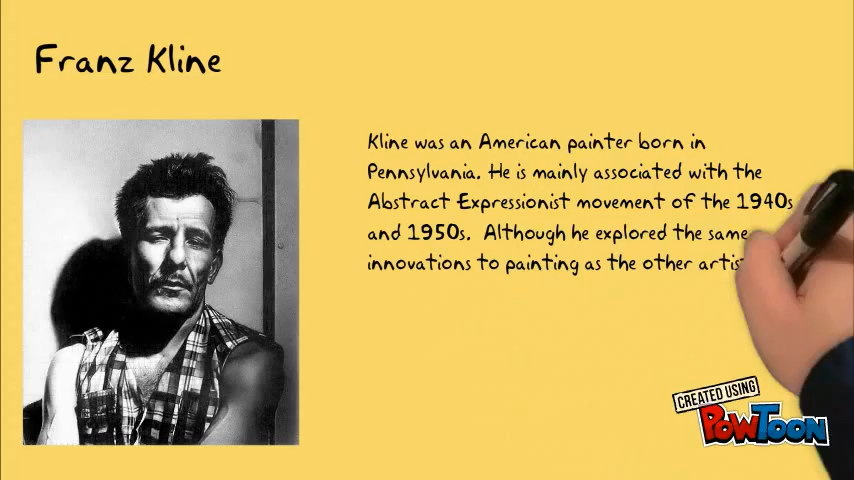 Franz Kline
Kline was an American painter born in
Pennsylvania. He is mainly associated with the
Abstract Expressionist movement of the 1940s
and 1950s. Although he explored the same
innovations to painting as the other
CREATED USING
POWTOON